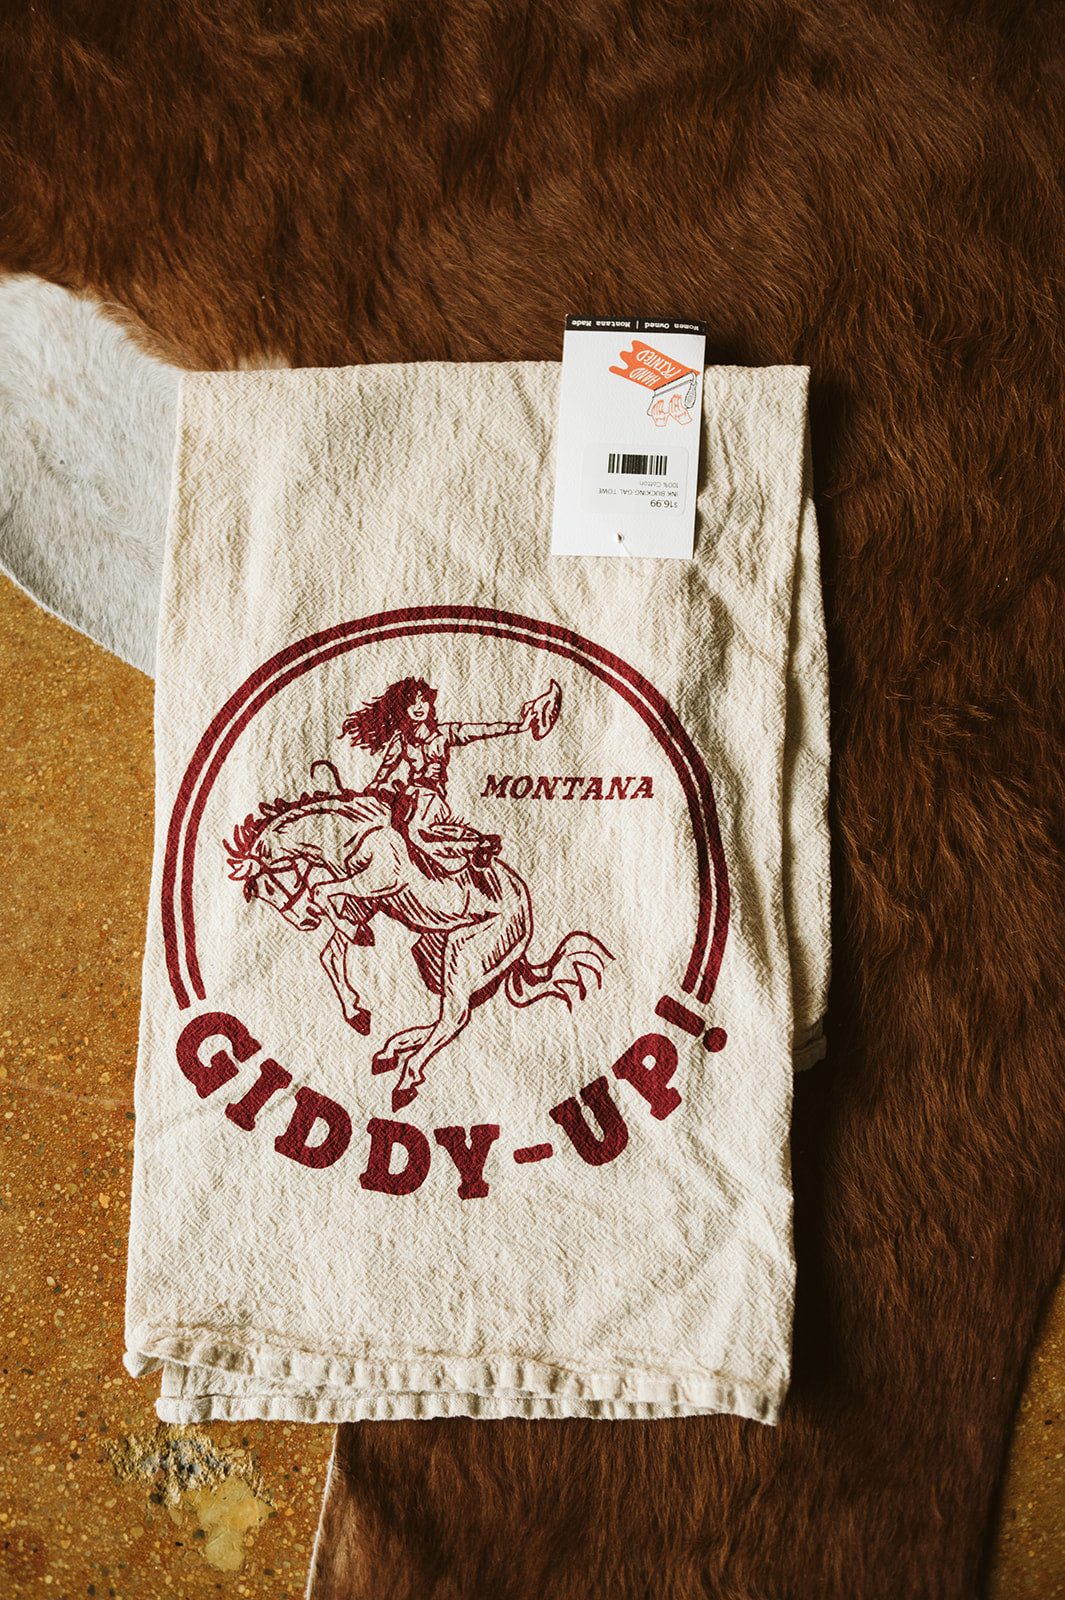 Women Owned | Montana Made
HAND
PRINTED
$16.99
INK BUCKING GAL TOWE
100% Cotton
MONTANA
GIDDY-UP!